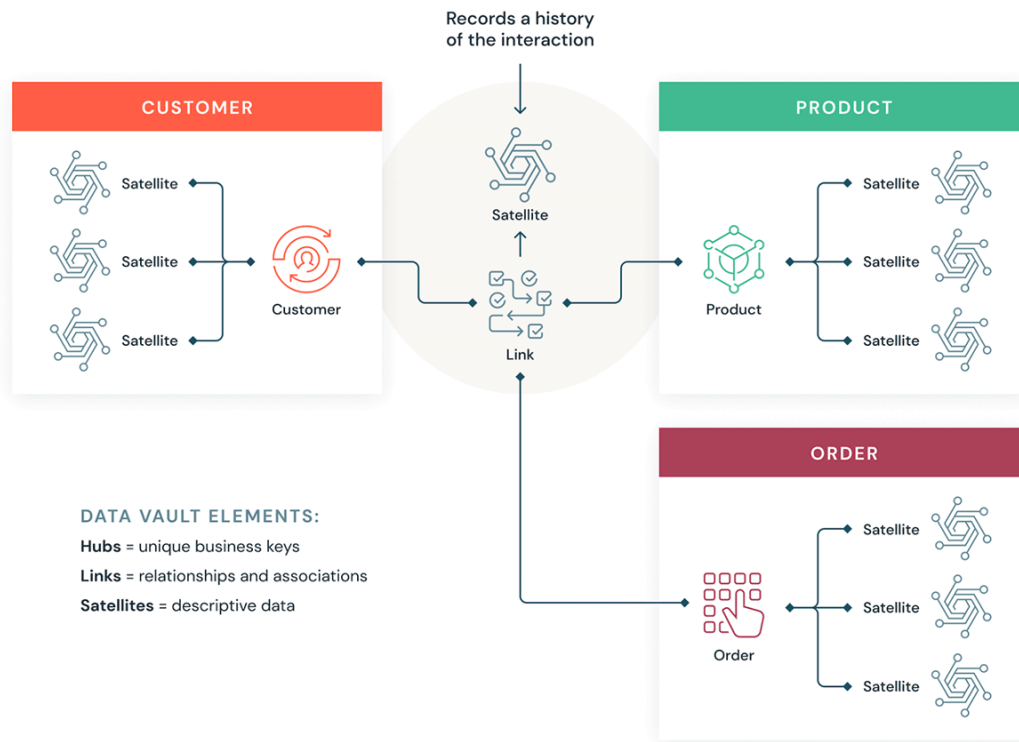 Records a history
of the interaction
CUSTOMER
Satellite
Satellite
Satellite
Customer
Satellite
Link
PRODUCT
Product
Satellite
Satellite
Satellite
ORDER
Order
Satellite
Satellite
Satellite
DATA VAULT ELEMENTS:
Hubs = unique business keys
Links = relationships and associations
Satellites = descriptive data